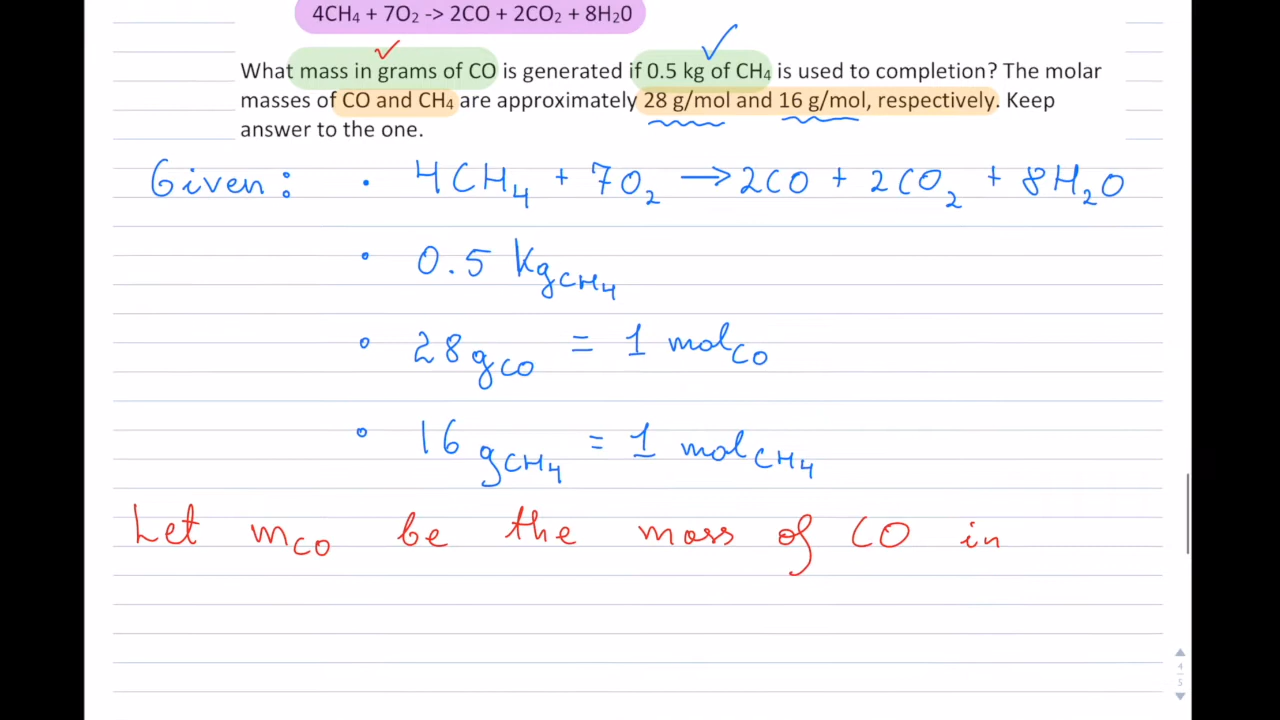 4CH₄ + 7O₂ -> 2CO + 2CO₂ + 8H₂0
What mass in grams of CO is generated if 0.5 kg of CH₄ is used to completion? The molar
masses of CO and CH₄ are approximately 28 g/mol and 16 g/mol, respectively. Keep
answer to the one.
Given: • 4CH₄ + 7O₂ → 2CO + 2CO₂ + 8H₂O
• 0.5 Kg CH₄
• 28 g CO = 1 mol CO
• 16 g CH₄ = 1 mol CH₄
Let m CO be the mass of CO in
4
5